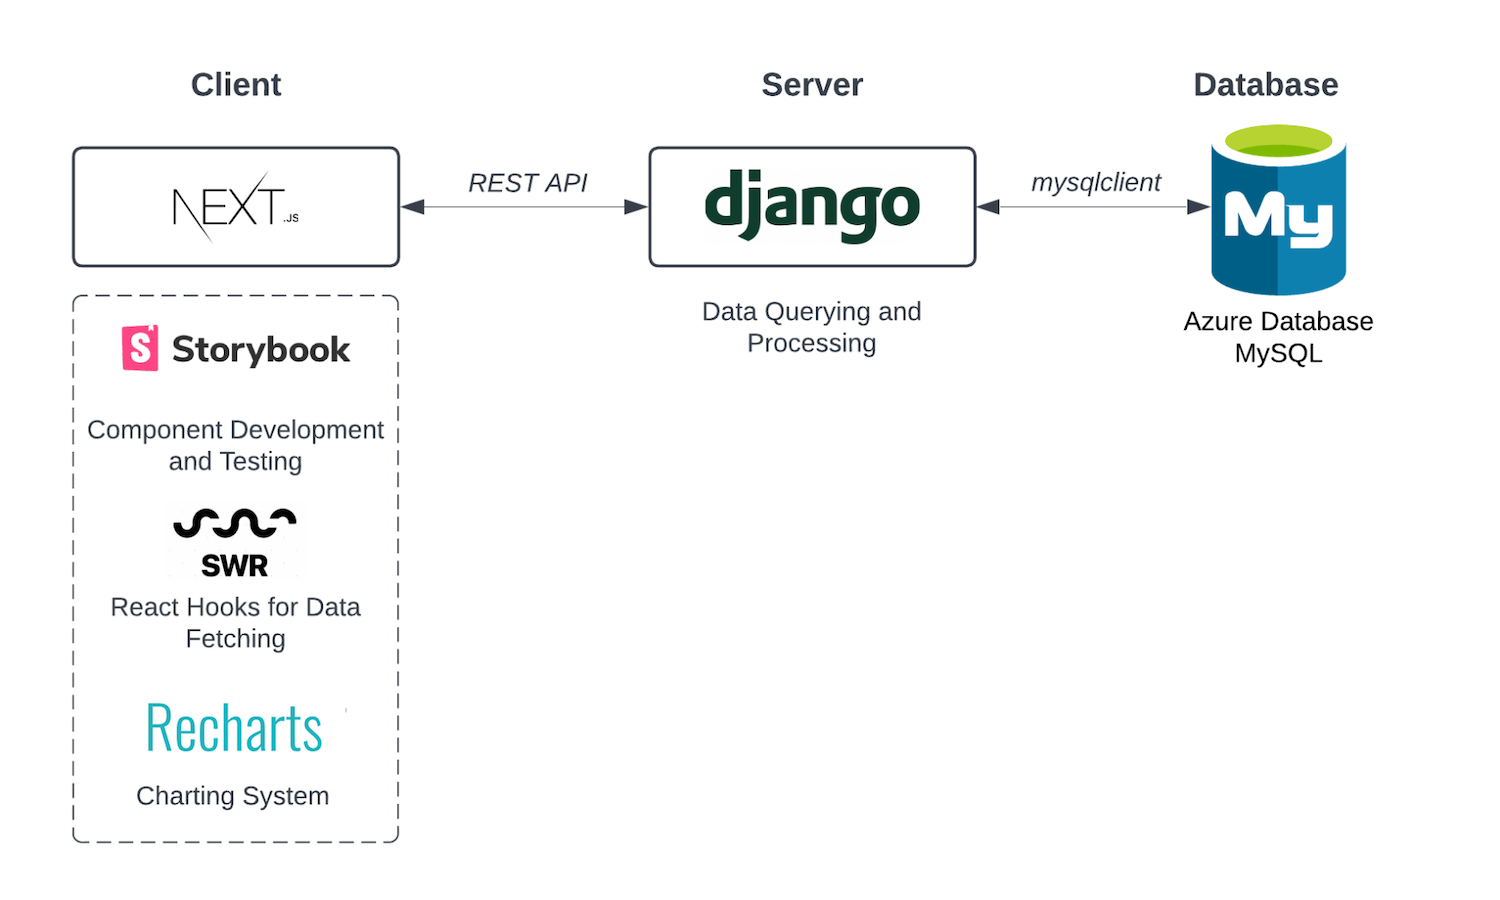 Client
Server
Database
NEXT.JS
REST API
django
mysqlclient
My
Data Querying and
Processing
Azure Database
MySQL
S Storybook
Component Development
and Testing
SWR
React Hooks for Data
Fetching
Recharts
Charting System